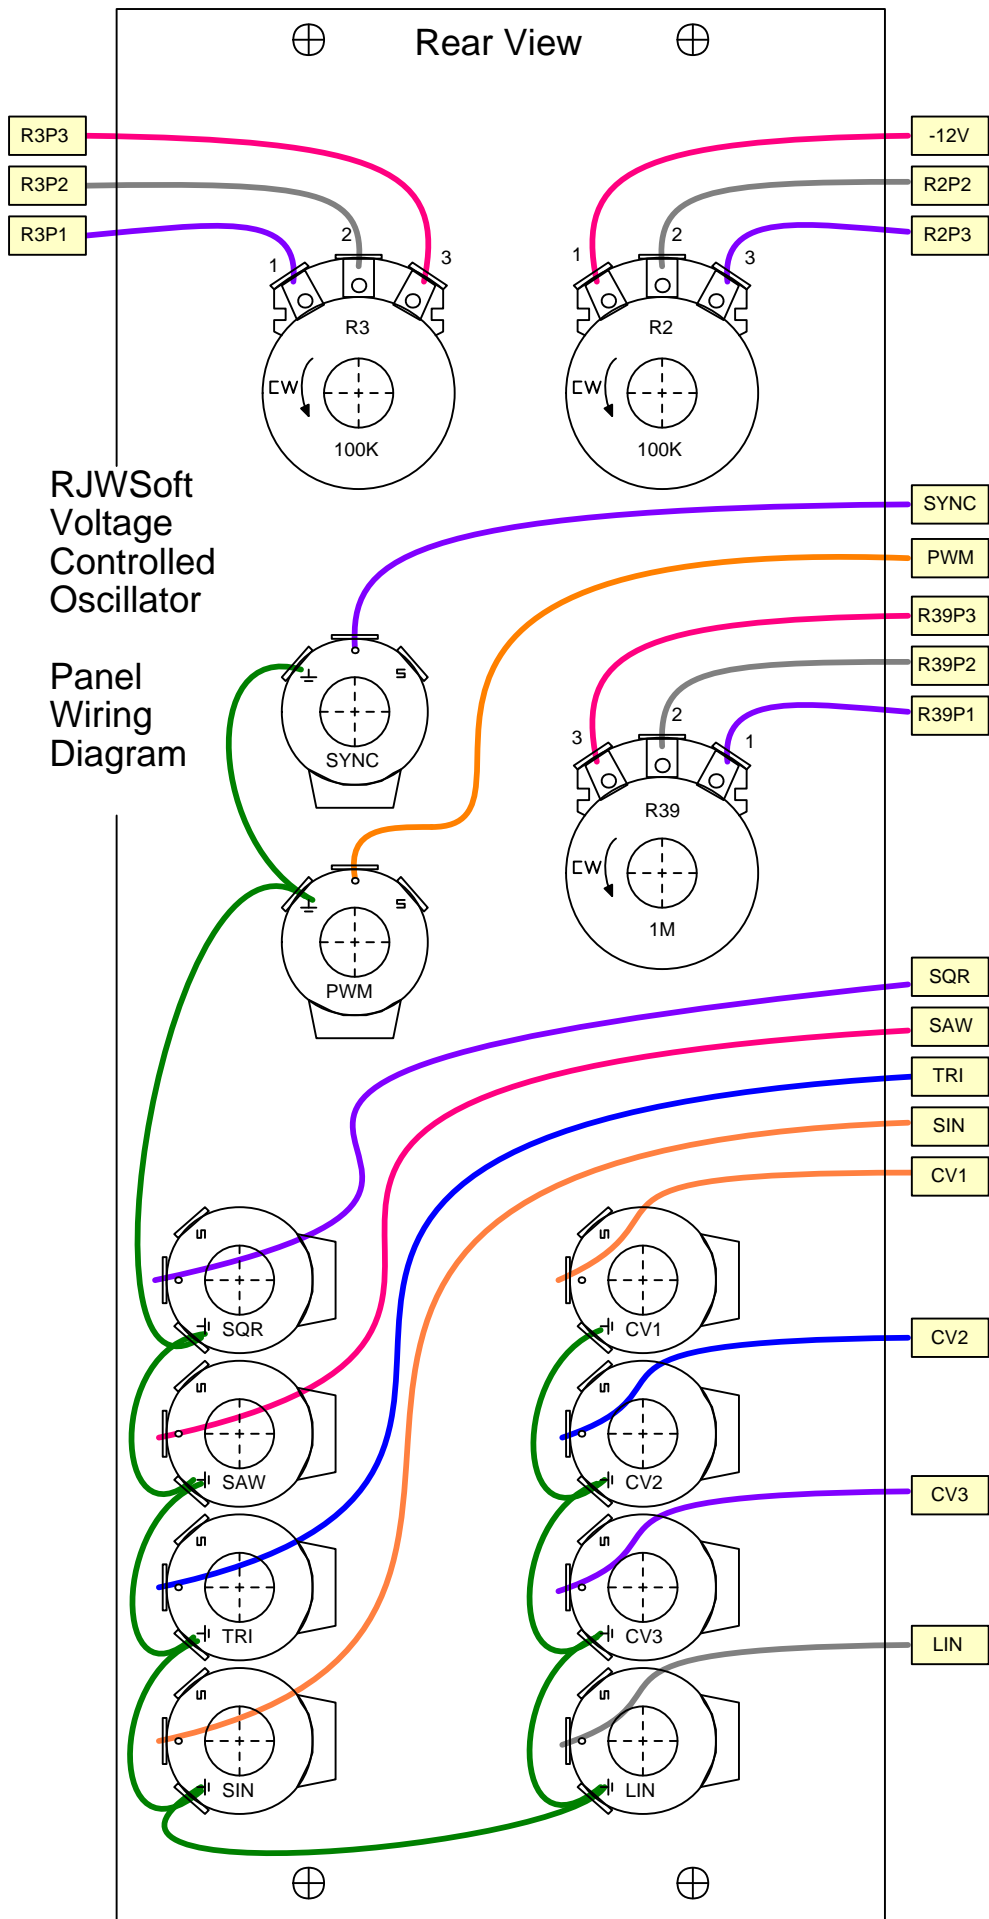 Rear View
R3P3
-12V
R3P2
R2P2
R3P1
R2P3
2
2
1
3
1
3
R3
R2
CW
CW
100K
100K
RJWSoft
Voltage
Controlled
Oscillator
Panel
Wiring
Diagram
SYNC
PWM
R39P3
R39P2
R39P1
S
SYNC
2
3
1
R39
CW
1M
S
PWM
SQR
SAW
TRI
SIN
CV1
S
SQR
S
CV1
CV2
S
SAW
S
CV2
CV3
S
TRI
S
CV3
LIN
S
SIN
S
LIN